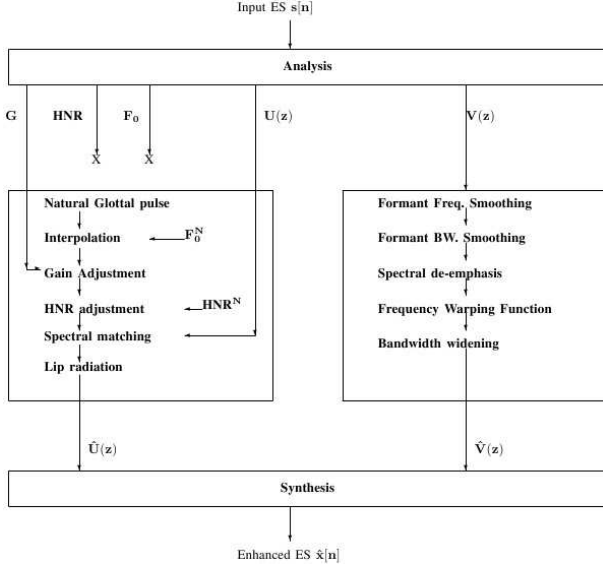 Input ES s[n]
Analysis
G HNR F₀ U(z) V(z)
X X
Natural Glottal pulse
Interpolation F₀ᴺ
Gain Adjustment
HNR adjustment HNRᴺ
Spectral matching
Lip radiation
Formant Freq. Smoothing
Formant BW. Smoothing
Spectral de-emphasis
Frequency Warping Function
Bandwidth widening
Û(z) V̂(z)
Synthesis
Enhanced ES x̂[n]